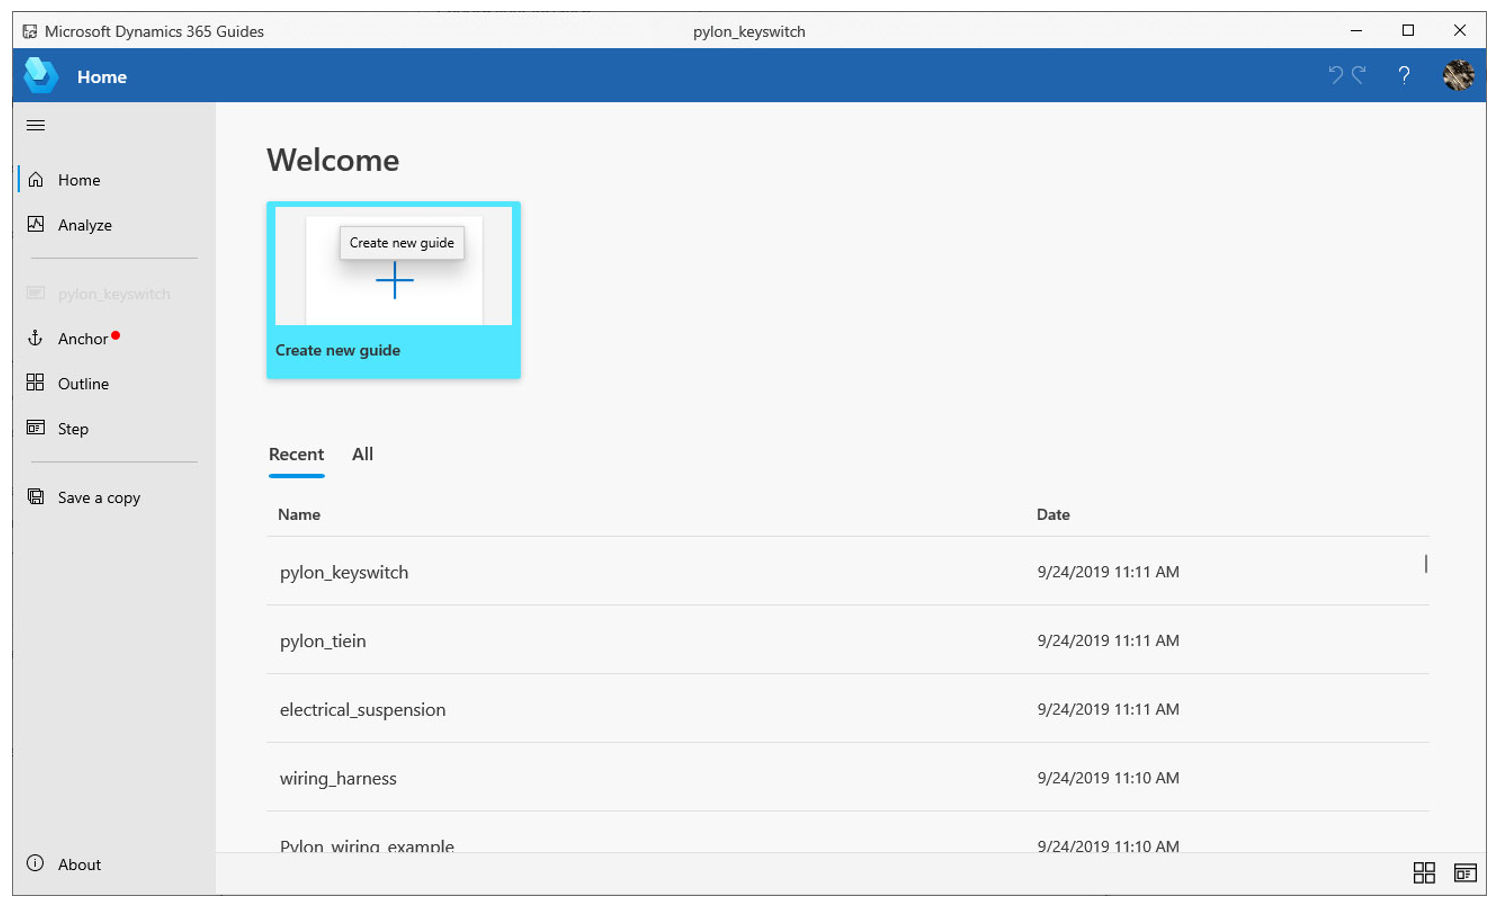 Microsoft Dynamics 365 Guides
pylon_keyswitch
Home
?
Home
Analyze
pylon_keyswitch
Anchor
Outline
Step
Save a copy
About
Welcome
Create new guide
Create new guide
Recent All
Name Date
pylon_keyswitch 9/24/2019 11:11 AM
pylon_tiein 9/24/2019 11:11 AM
electrical_suspension 9/24/2019 11:11 AM
wiring_harness 9/24/2019 11:10 AM
Pylon_wiring_example 9/24/2019 11:10 AM